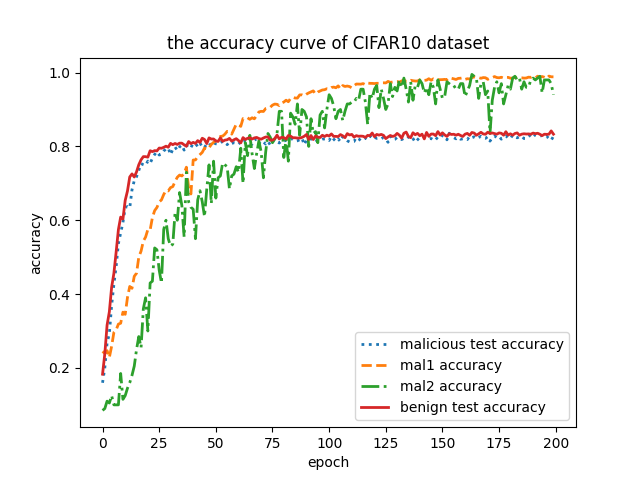 the accuracy curve of CIFAR10 dataset
1.0
0.8
0.6
0.4
0.2
accuracy
malicious test accuracy
mal1 accuracy
mal2 accuracy
benign test accuracy
0 25 50 75 100 125 150 175 200
epoch